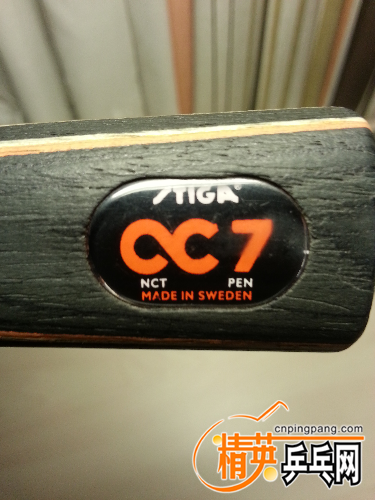 STIGA®
CC7
NCT PEN
MADE IN SWEDEN
cnpingpang.com
精英乒乓网